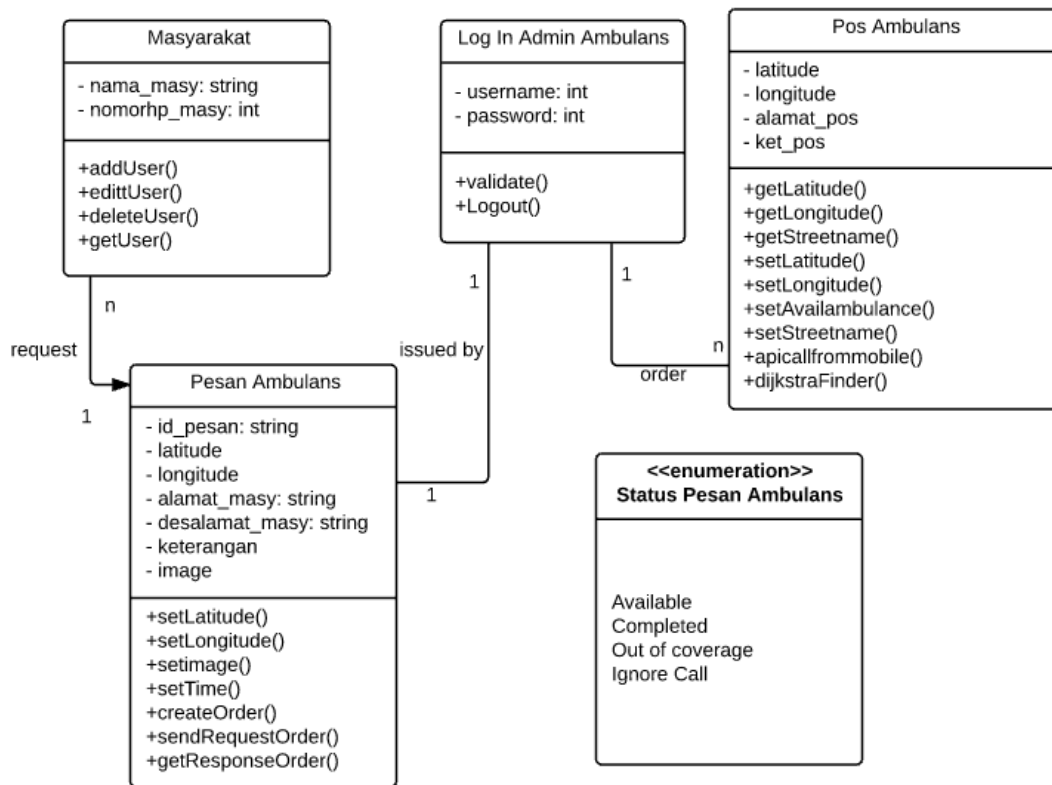 Masyarakat
- nama_masy: string
- nomorhp_masy: int
+addUser()
+edittUser()
+deleteUser()
+getUser()
Log In Admin Ambulans
- username: int
- password: int
+validate()
+Logout()
Pos Ambulans
- latitude
- longitude
- alamat_pos
- ket_pos
+getLatitude()
+getLongitude()
+getStreetname()
+setLatitude()
+setLongitude()
+setAvailambulance()
+setStreetname()
+apicallfrommobile()
+dijkstraFinder()
n
request
1
1
issued by
1
1
n
order
Pesan Ambulans
- id_pesan: string
- latitude
- longitude
- alamat_masy: string
- desalamat_masy: string
- keterangan
- image
+setLatitude()
+setLongitude()
+setimage()
+setTime()
+createOrder()
+sendRequestOrder()
+getResponseOrder()
<<enumeration>>
Status Pesan Ambulans
Available
Completed
Out of coverage
Ignore Call